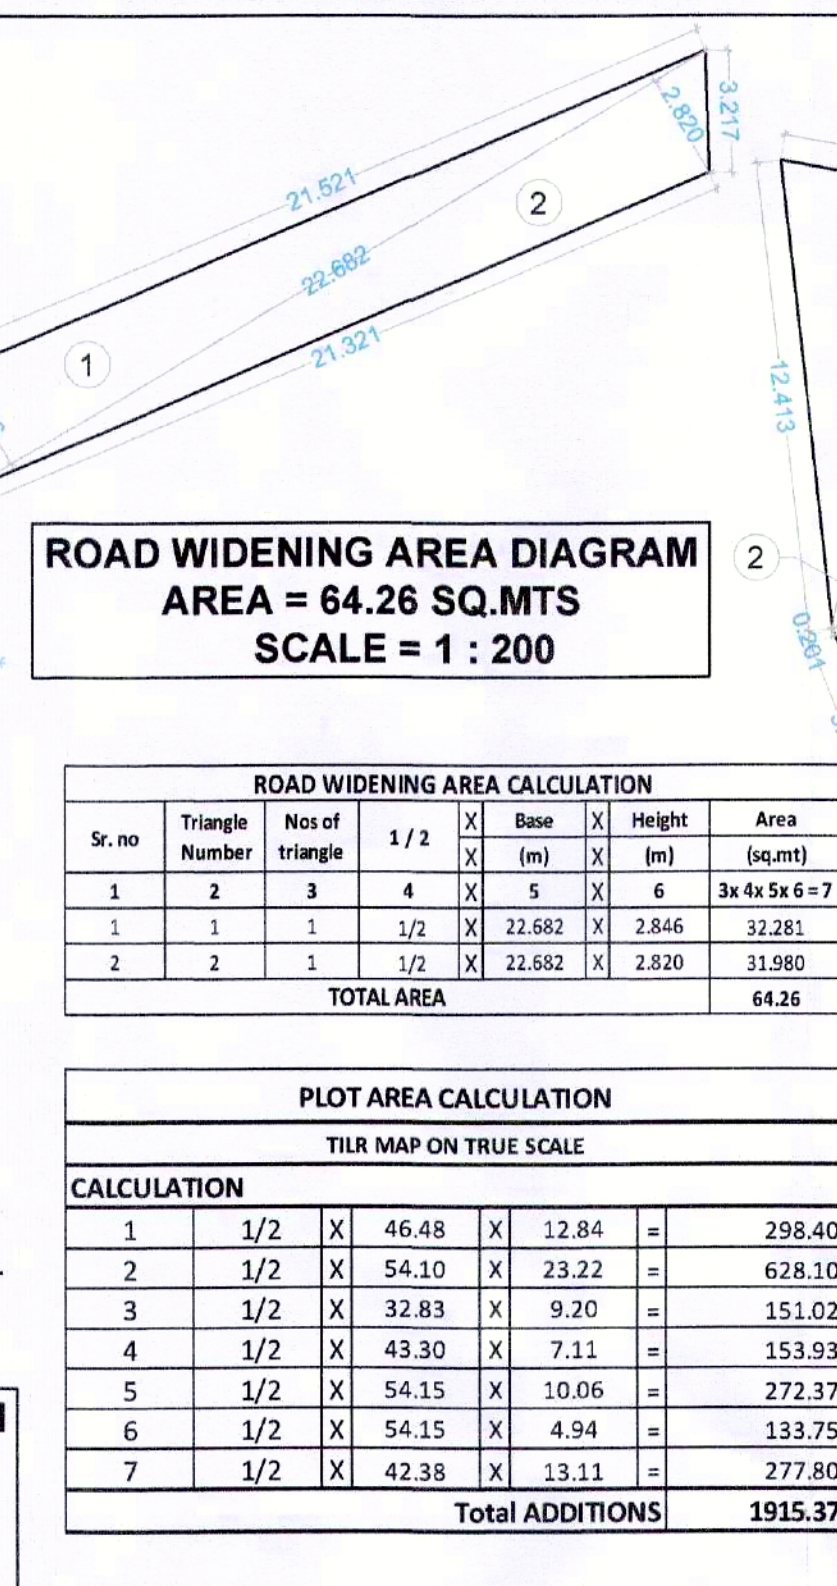 3.217
2.820
21.521
2
22.682
21.321
1
12.413
2
0.201
ROAD WIDENING AREA DIAGRAM
AREA = 64.26 SQ.MTS
SCALE = 1 : 200
ROAD WIDENING AREA CALCULATION
Sr. no Triangle Number Nos of triangle 1 / 2 X Base X Height Area
X (m) X (m) (sq.mt)
1 2 3 4 X 5 X 6 3x 4x 5x 6 = 7
1 1 1 1/2 X 22.682 X 2.846 32.281
2 2 1 1/2 X 22.682 X 2.820 31.980
TOTAL AREA 64.26
PLOT AREA CALCULATION
TILR MAP ON TRUE SCALE
CALCULATION
1 1/2 X 46.48 X 12.84 = 298.40
2 1/2 X 54.10 X 23.22 = 628.10
3 1/2 X 32.83 X 9.20 = 151.02
4 1/2 X 43.30 X 7.11 = 153.93
5 1/2 X 54.15 X 10.06 = 272.37
6 1/2 X 54.15 X 4.94 = 133.75
7 1/2 X 42.38 X 13.11 = 277.80
Total ADDITIONS 1915.37